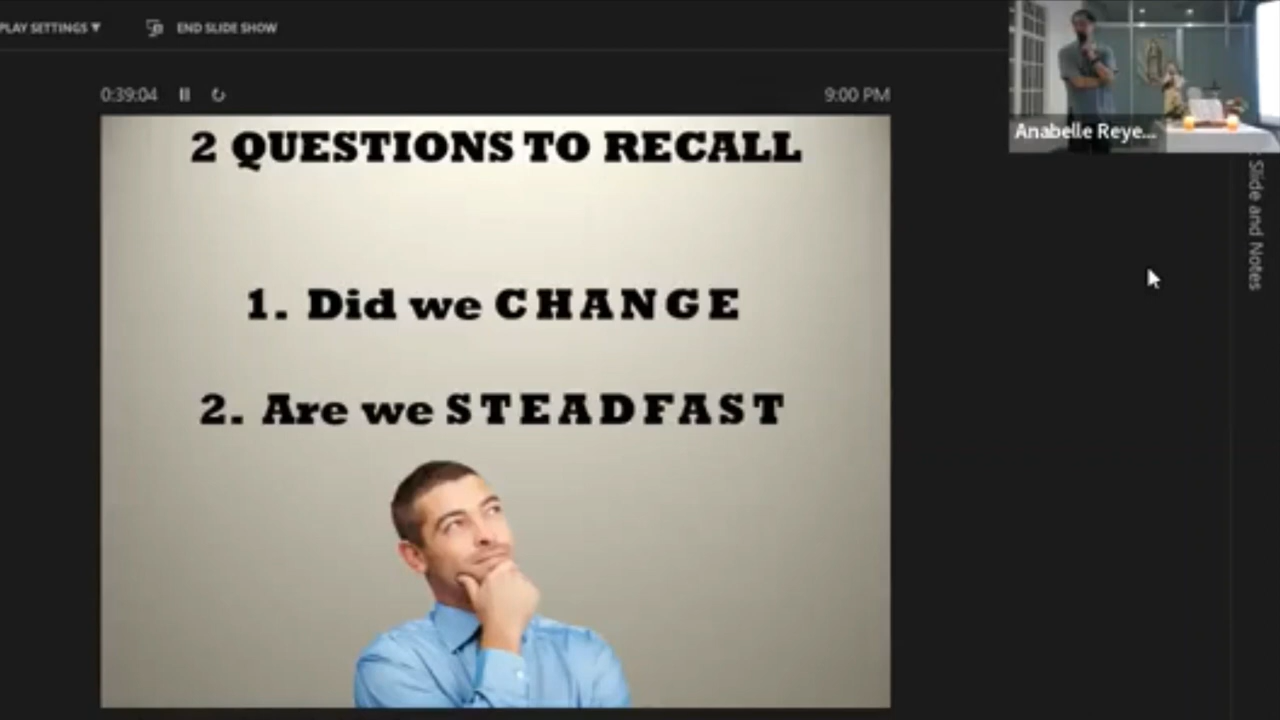 PLAY SETTINGS ▼
END SLIDE SHOW
0:39:04
9:00 PM
Anabelle Reye...
: Slide and Notes
2 QUESTIONS TO RECALL
1. Did we CHANGE
2. Are we STEADFAST